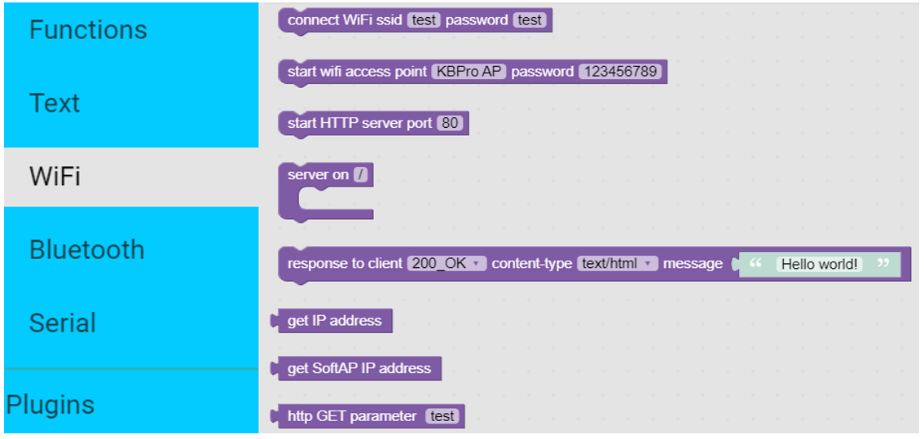 Functions
Text
WiFi
Bluetooth
Serial
Plugins
connect WiFi ssid test password test
start wifi access point KBPro AP password 123456789
start HTTP server port 80
server on /
response to client 200_OK content-type text/html message “ Hello world! ”
get IP address
get SoftAP IP address
http GET parameter test